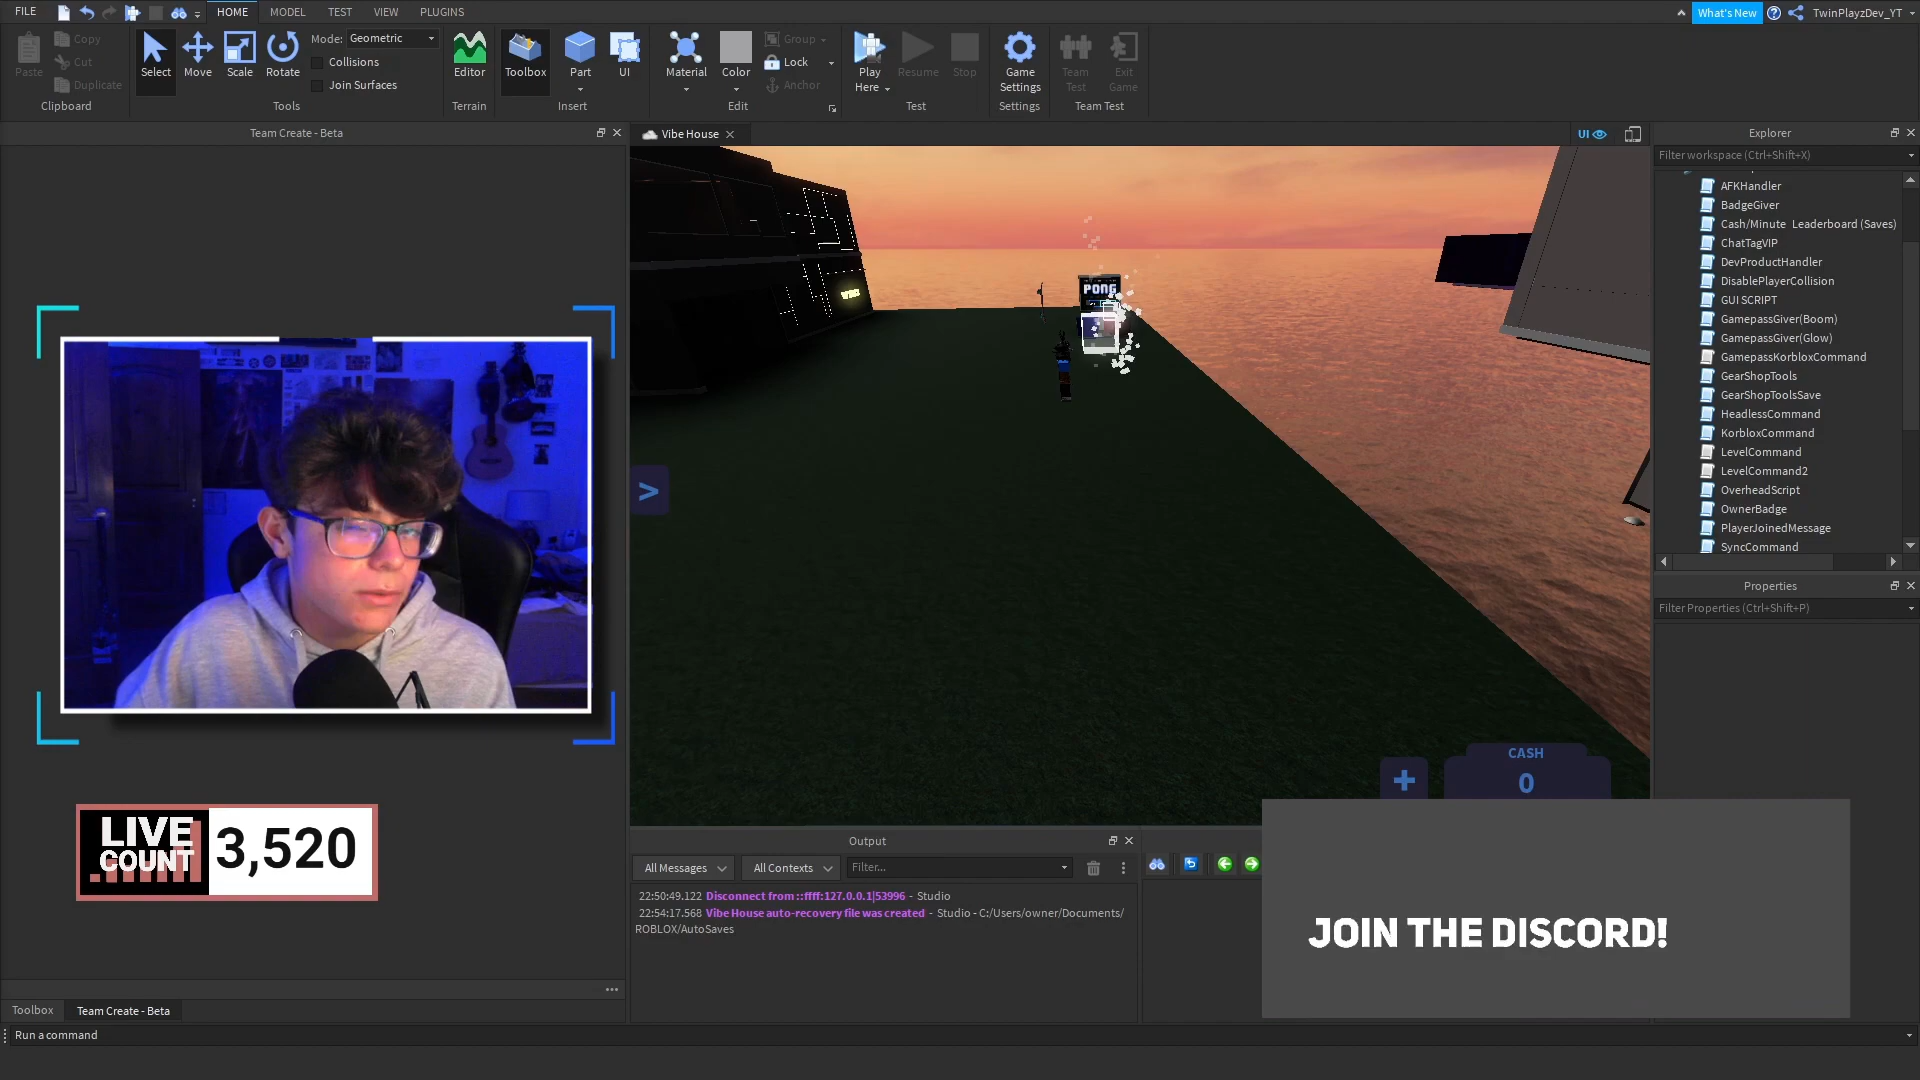 FILE
HOME
MODEL
TEST
VIEW
PLUGINS
What's New
TwinPlayzDev_YT
Paste
Copy
Cut
Duplicate
Clipboard
Select
Move
Scale
Rotate
Mode:
Geometric
Collisions
Join Surfaces
Tools
Editor
Terrain
Toolbox
Part
UI
Insert
Material
Color
Group
Lock
Anchor
Edit
Play
Here
Resume
Stop
Test
Game
Settings
Settings
Team
Test
Exit
Game
Team Test
Team Create - Beta
Vibe House
UI
Explorer
Filter workspace (Ctrl+Shift+X)
AFKHandler
BadgeGiver
Cash/Minute Leaderboard (Saves)
ChatTagVIP
DevProductHandler
DisablePlayerCollision
GUI SCRIPT
GamepassGiver(Boom)
GamepassGiver(Glow)
GamepassKorbloxCommand
GearShopTools
GearShopToolsSave
HeadlessCommand
KorbloxCommand
LevelCommand
LevelCommand2
OverheadScript
OwnerBadge
PlayerJoinedMessage
SyncCommand
Properties
Filter Properties (Ctrl+Shift+P)
PONG
VIBE
>
CASH
+
0
LIVE
COUNT
3,520
Output
All Messages
All Contexts
Filter...
22:50:49.122 Disconnect from ::ffff:127.0.0.1|53996 - Studio
22:54:17.568 Vibe House auto-recovery file was created - Studio - C:/Users/owner/Documents/
ROBLOX/AutoSaves
JOIN THE DISCORD!
Toolbox
Team Create - Beta
Run a command